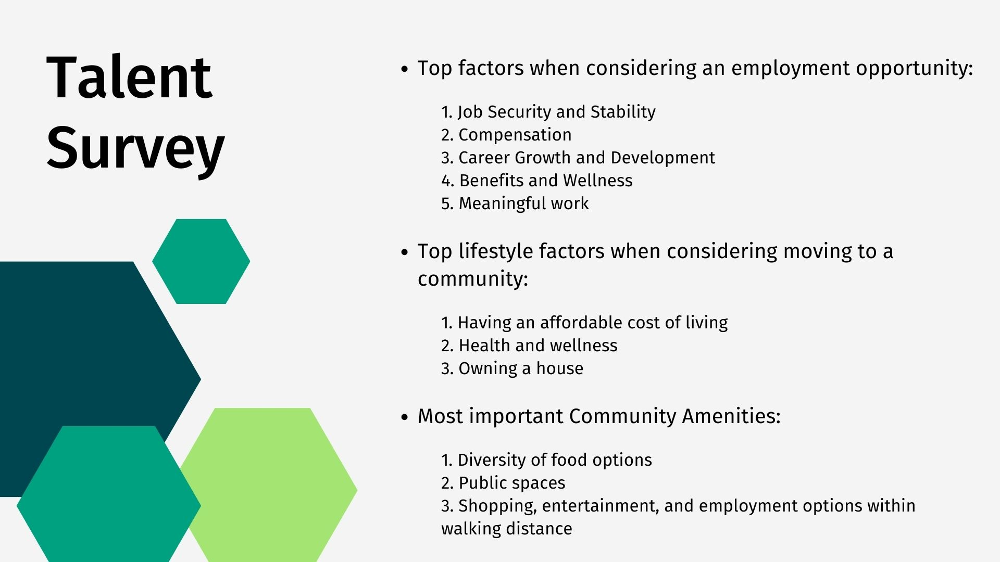 Talent
Survey
• Top factors when considering an employment opportunity:
1. Job Security and Stability
2. Compensation
3. Career Growth and Development
4. Benefits and Wellness
5. Meaningful work
• Top lifestyle factors when considering moving to a
community:
1. Having an affordable cost of living
2. Health and wellness
3. Owning a house
• Most important Community Amenities:
1. Diversity of food options
2. Public spaces
3. Shopping, entertainment, and employment options within
walking distance